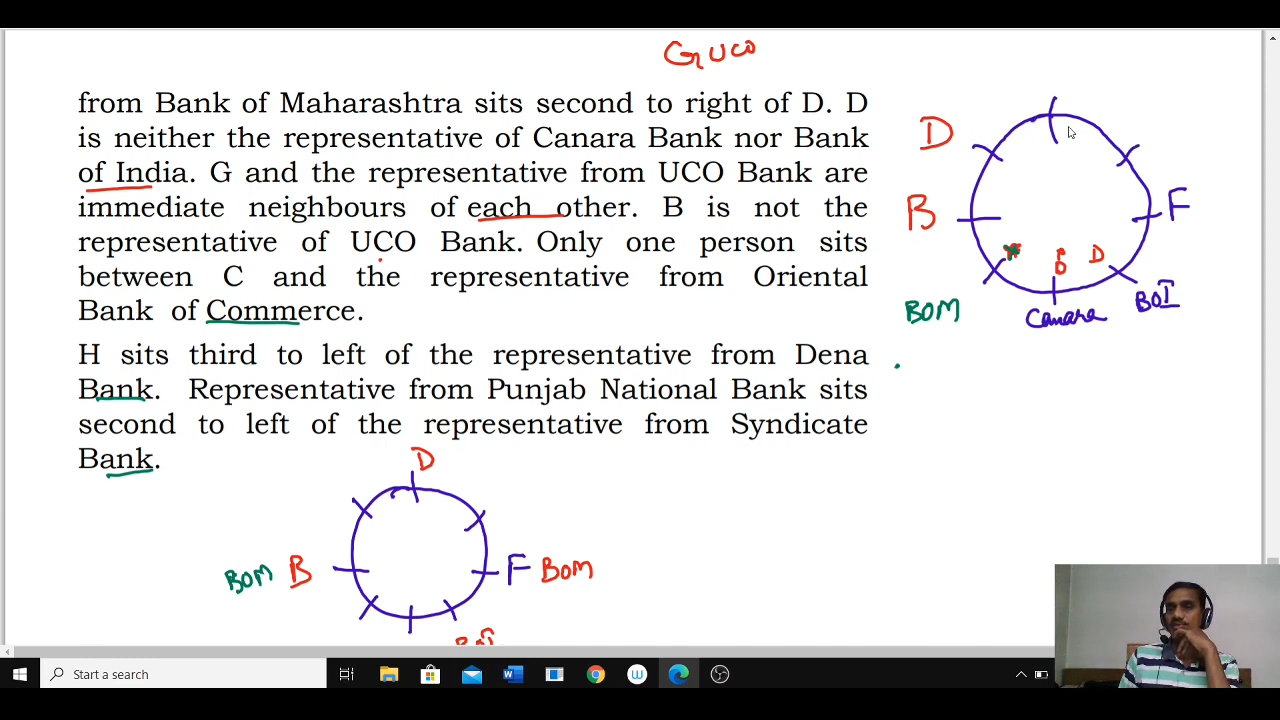 G UCO
from Bank of Maharashtra sits second to right of D. D
is neither the representative of Canara Bank nor Bank
of India. G and the representative from UCO Bank are
immediate neighbours of each other. B is not the
representative of UCO Bank. Only one person sits
between C and the representative from Oriental
Bank of Commerce.
H sits third to left of the representative from Dena
Bank. Representative from Punjab National Bank sits
second to left of the representative from Syndicate
Bank.
D
B
F
D
BOM
Canara
BOI
D
BOM B
F BOM
BOI
Start a search